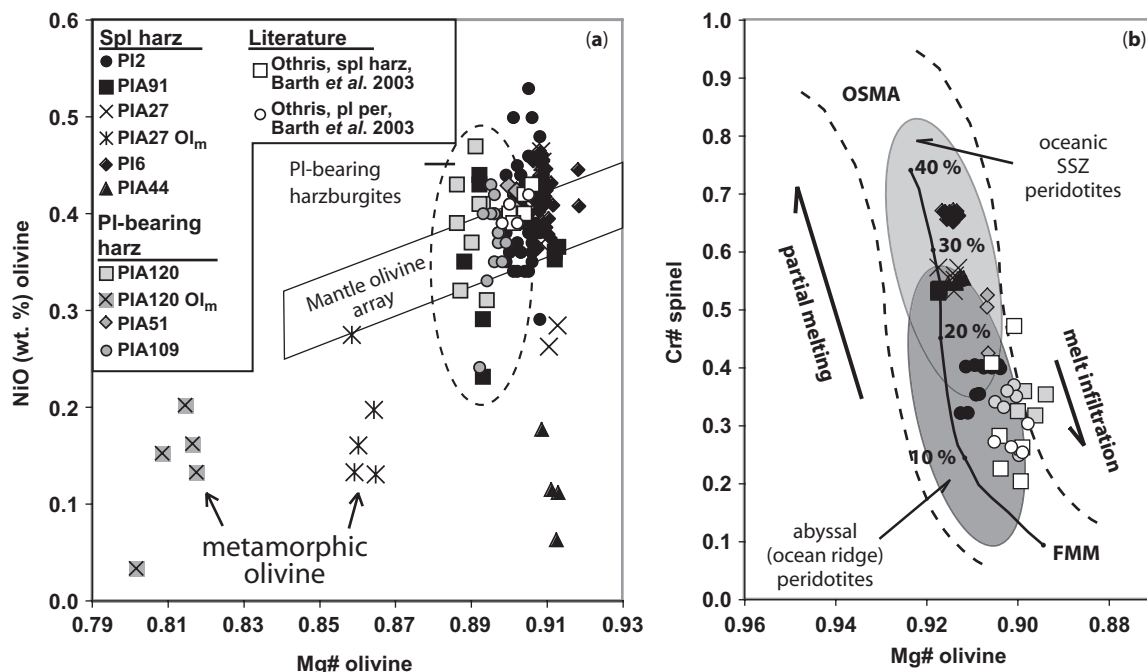 (a)
Spl harz
PI2
PIA91
PIA27
PIA27 Olm
PI6
PIA44
Pl-bearing
harz
PIA120
PIA120 Olm
PIA51
PIA109
Literature
Othris, spl harz,
Barth et al. 2003
Othris, pl per,
Barth et al. 2003
Pl-bearing
harzburgites
Mantle olivine
array
metamorphic
olivine
NiO (wt. %) olivine
0.6
0.5
0.4
0.3
0.2
0.1
0.0
0.79 0.81 0.83 0.85 0.87 0.89 0.91 0.93
Mg# olivine
(b)
OSMA
oceanic
SSZ
peridotites
40 %
30 %
20 %
10 %
partial melting
melt infiltration
abyssal
(ocean ridge)
peridotites
FMM
Cr# spinel
1.0
0.9
0.8
0.7
0.6
0.5
0.4
0.3
0.2
0.1
0.0
0.96 0.94 0.92 0.90 0.88
Mg# olivine